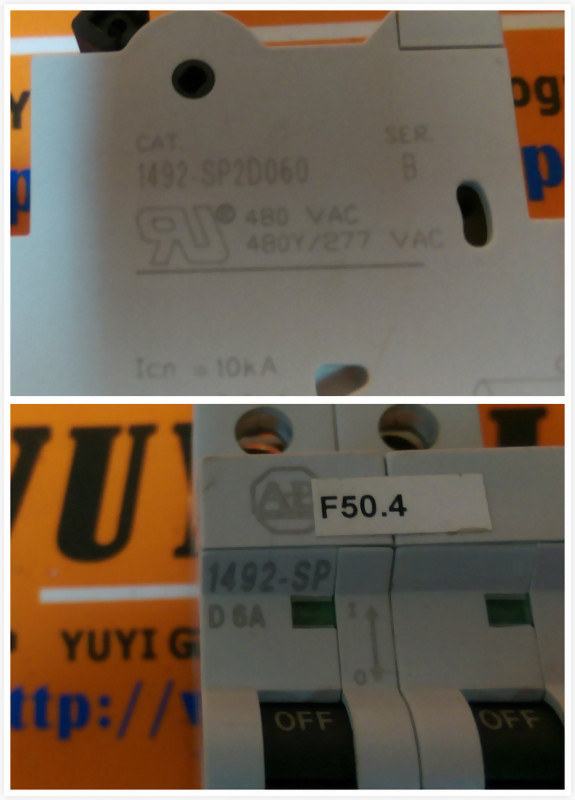 CAT.
SER.
1492-SP2D060
B
480 VAC
480Y/277 VAC
Icn = 10kA
A-B
F50.4
1492-SP
D 6A
I
O
OFF
OFF
YUYI G
ttp://